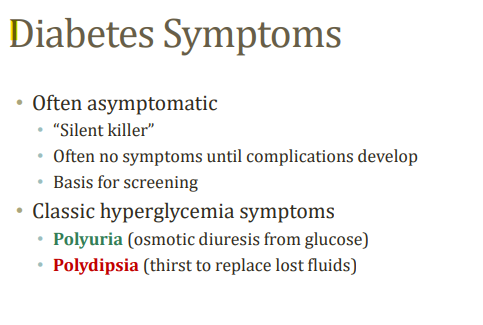 Diabetes Symptoms
• Often asymptomatic
• “Silent killer”
• Often no symptoms until complications develop
• Basis for screening
• Classic hyperglycemia symptoms
• Polyuria (osmotic diuresis from glucose)
• Polydipsia (thirst to replace lost fluids)